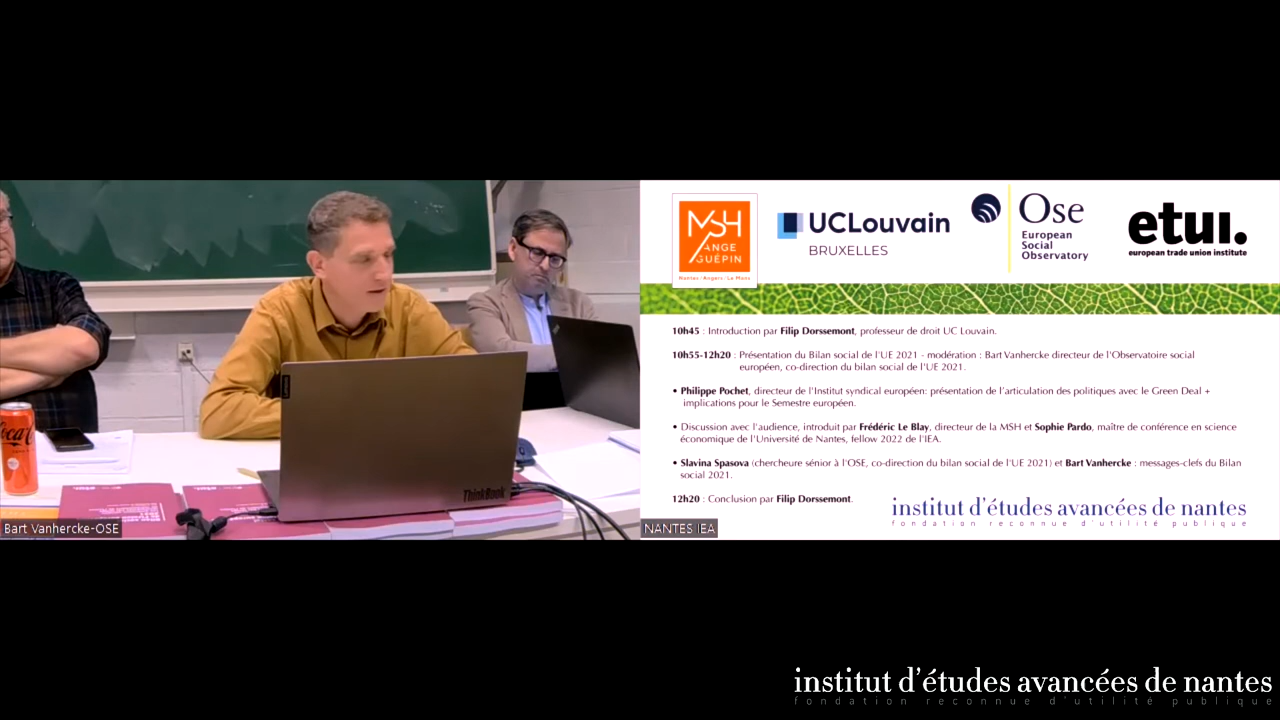 Coca
ThinkBook
Lenovo
Bart Vanhercke-OSE
MSH
ANGE
GUÉPIN
Nantes · Angers · Le Mans
UCLouvain
BRUXELLES
Ose
European
Social
Observatory
etui.
european trade union institute
10h45 : Introduction par Filip Dorssemont, professeur de droit UC Louvain.
10h55-12h20 : Présentation du Bilan social de l'UE 2021 - modération : Bart Vanhercke directeur de l'Observatoire social
européen, co-direction du bilan social de l'UE 2021.
• Philippe Pochet, directeur de l'Institut syndical européen: présentation de l'articulation des politiques avec le Green Deal +
implications pour le Semestre européen.
• Discussion avec l'audience, introduit par Frédéric Le Blay, directeur de la MSH et Sophie Pardo, maître de conférence en science
économique de l'Université de Nantes, fellow 2022 de l'IEA.
• Slavina Spasova (chercheure sénior à l'OSE, co-direction du bilan social de l'UE 2021) et Bart Vanhercke : messages-clefs du Bilan
social 2021.
12h20 : Conclusion par Filip Dorssemont.
institut d'études avancées de nantes
fondation reconnue d'utilité publique
NANTES IEA
institut d'études avancées de nantes
fondation reconnue d'utilité publique